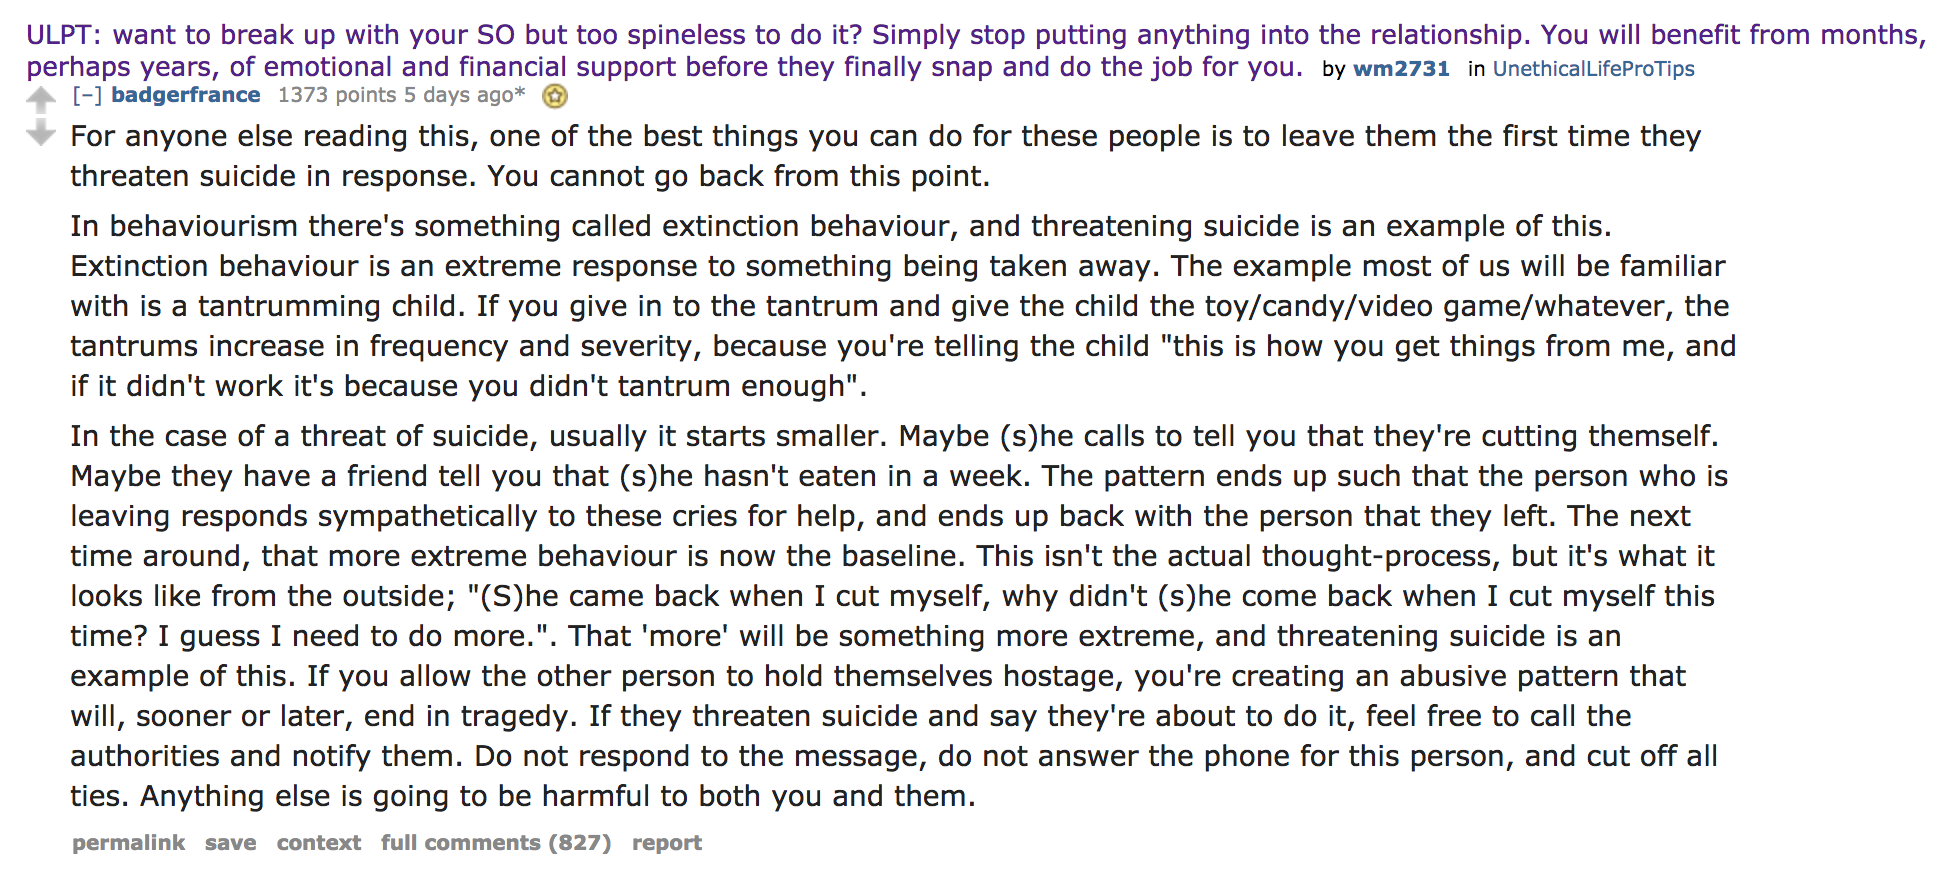 ULPT: want to break up with your SO but too spineless to do it? Simply stop putting anything into the relationship. You will benefit from months,
perhaps years, of emotional and financial support before they finally snap and do the job for you. by wm2731 in UnethicalLifeProTips
[–] badgerfrance 1373 points 5 days ago*
For anyone else reading this, one of the best things you can do for these people is to leave them the first time they
threaten suicide in response. You cannot go back from this point.
In behaviourism there's something called extinction behaviour, and threatening suicide is an example of this.
Extinction behaviour is an extreme response to something being taken away. The example most of us will be familiar
with is a tantrumming child. If you give in to the tantrum and give the child the toy/candy/video game/whatever, the
tantrums increase in frequency and severity, because you're telling the child "this is how you get things from me, and
if it didn't work it's because you didn't tantrum enough".
In the case of a threat of suicide, usually it starts smaller. Maybe (s)he calls to tell you that they're cutting themself.
Maybe they have a friend tell you that (s)he hasn't eaten in a week. The pattern ends up such that the person who is
leaving responds sympathetically to these cries for help, and ends up back with the person that they left. The next
time around, that more extreme behaviour is now the baseline. This isn't the actual thought-process, but it's what it
looks like from the outside; "(S)he came back when I cut myself, why didn't (s)he come back when I cut myself this
time? I guess I need to do more.". That 'more' will be something more extreme, and threatening suicide is an
example of this. If you allow the other person to hold themselves hostage, you're creating an abusive pattern that
will, sooner or later, end in tragedy. If they threaten suicide and say they're about to do it, feel free to call the
authorities and notify them. Do not respond to the message, do not answer the phone for this person, and cut off all
ties. Anything else is going to be harmful to both you and them.
permalink save context full comments (827) report